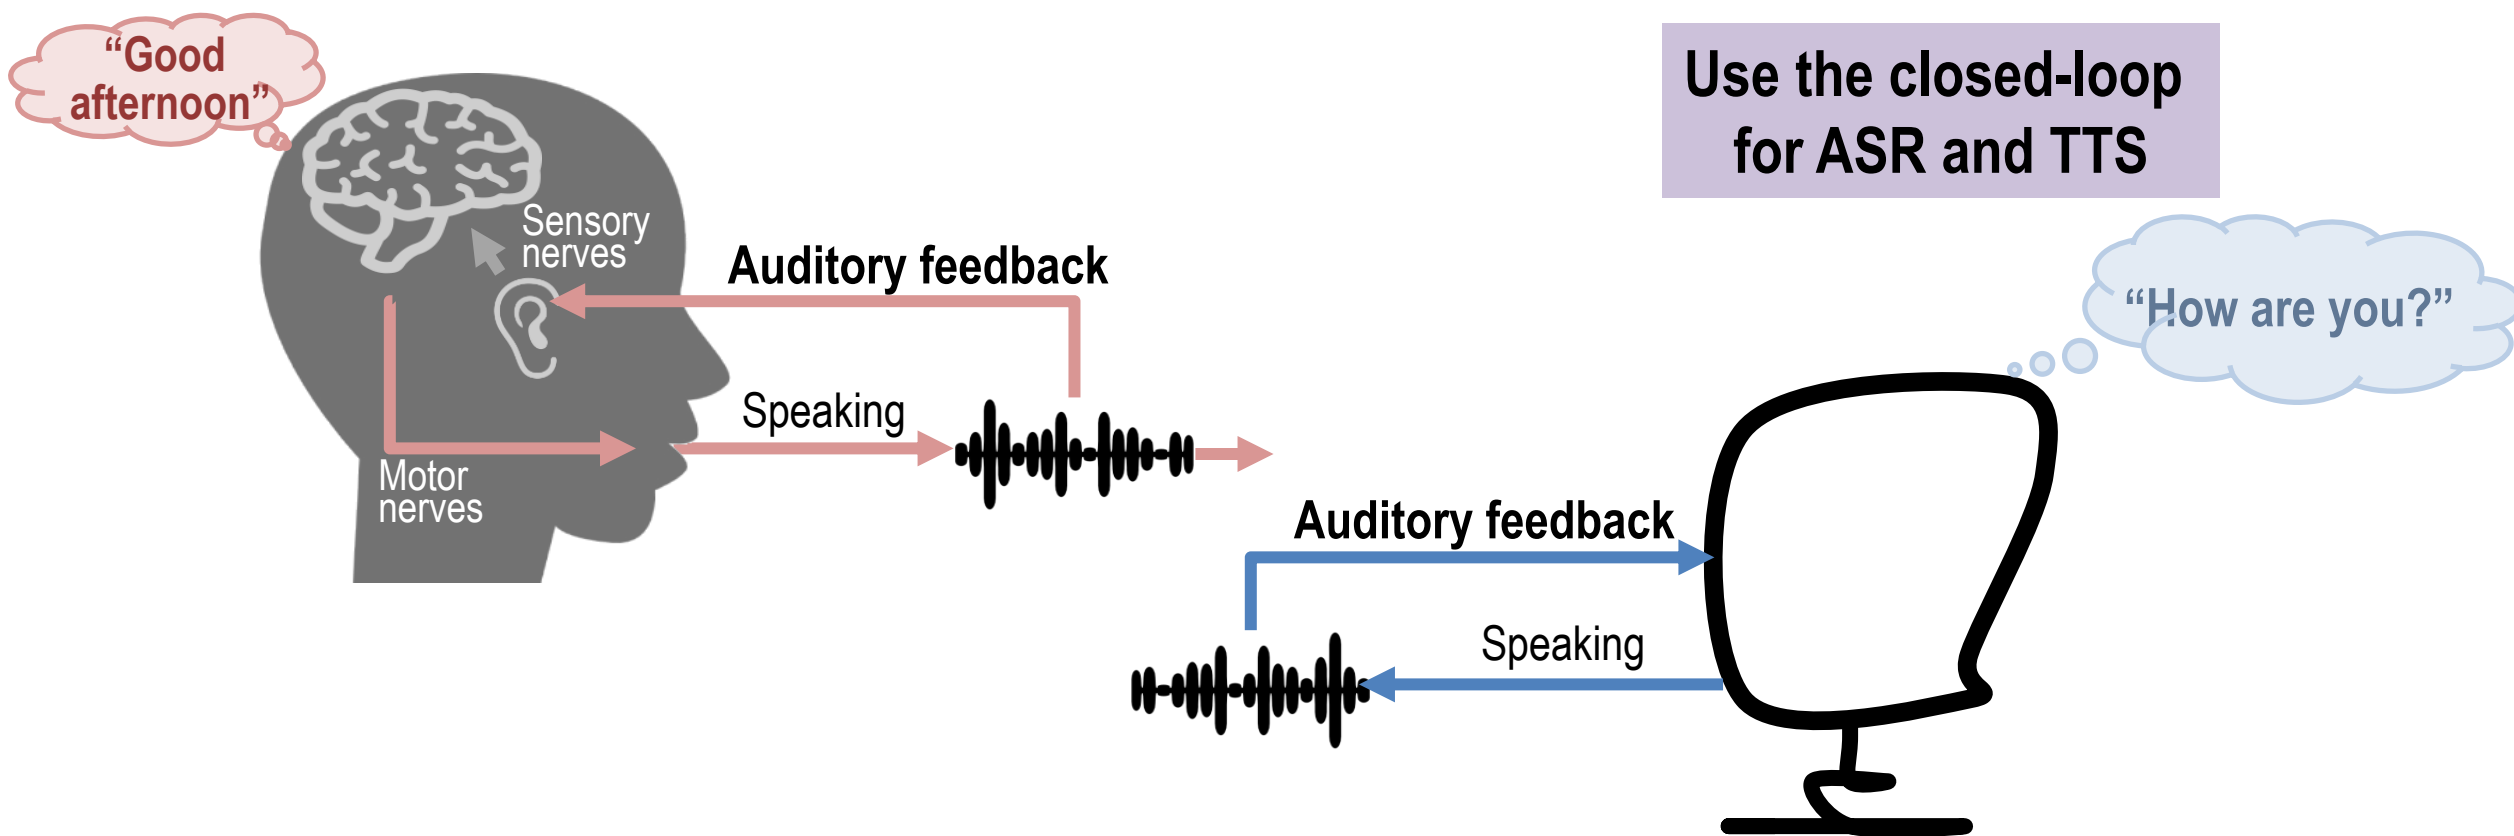 “Good
afternoon”
Use the closed-loop
for ASR and TTS
Sensory
nerves
Auditory feedback
“How are you?”
Speaking
Motor
nerves
Auditory feedback
Speaking